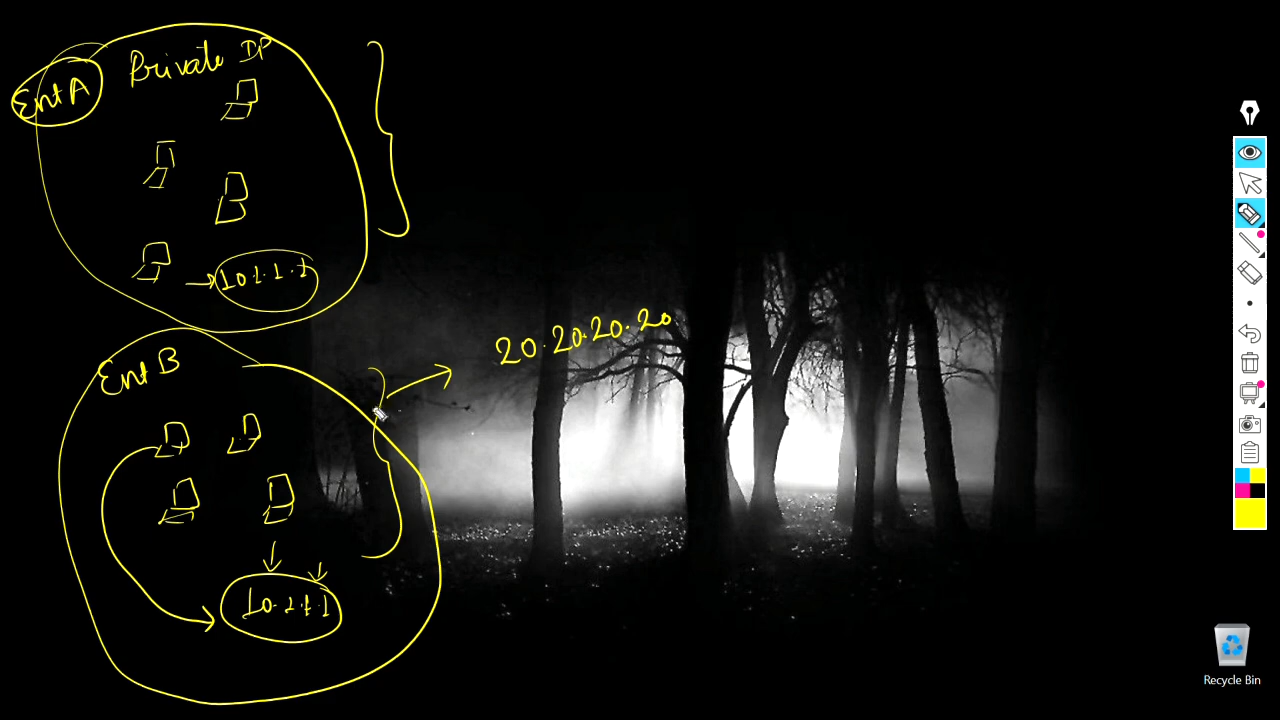 Private IP
Ent A
10.1.1.1
20.20.20.20
Ent B
10.1.1.1
Recycle Bin